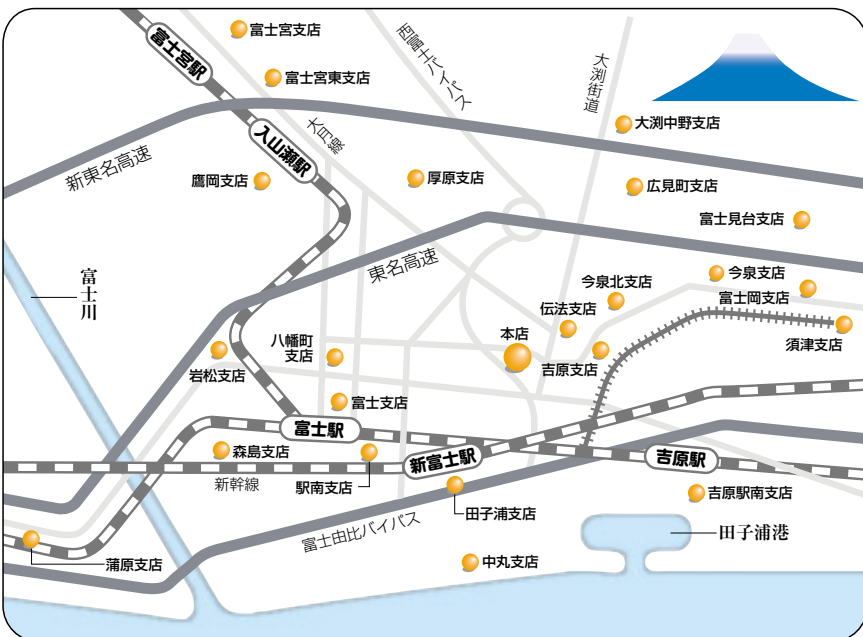 富士宮支店
富士宮駅
西富士バイパス
大渕街道
富士宮東支店
大月線
大渕中野支店
入山瀬駅
新東名高速
鷹岡支店
厚原支店
広見町支店
富士見台支店
東名高速
富士川
今泉北支店
今泉支店
富士岡支店
伝法支店
須津支店
本店
八幡町
支店
岩松支店
吉原支店
富士支店
富士駅
森島支店
新富士駅
吉原駅
新幹線
駅南支店
吉原駅南支店
田子浦支店
富士由比バイパス
田子浦港
蒲原支店
中丸支店